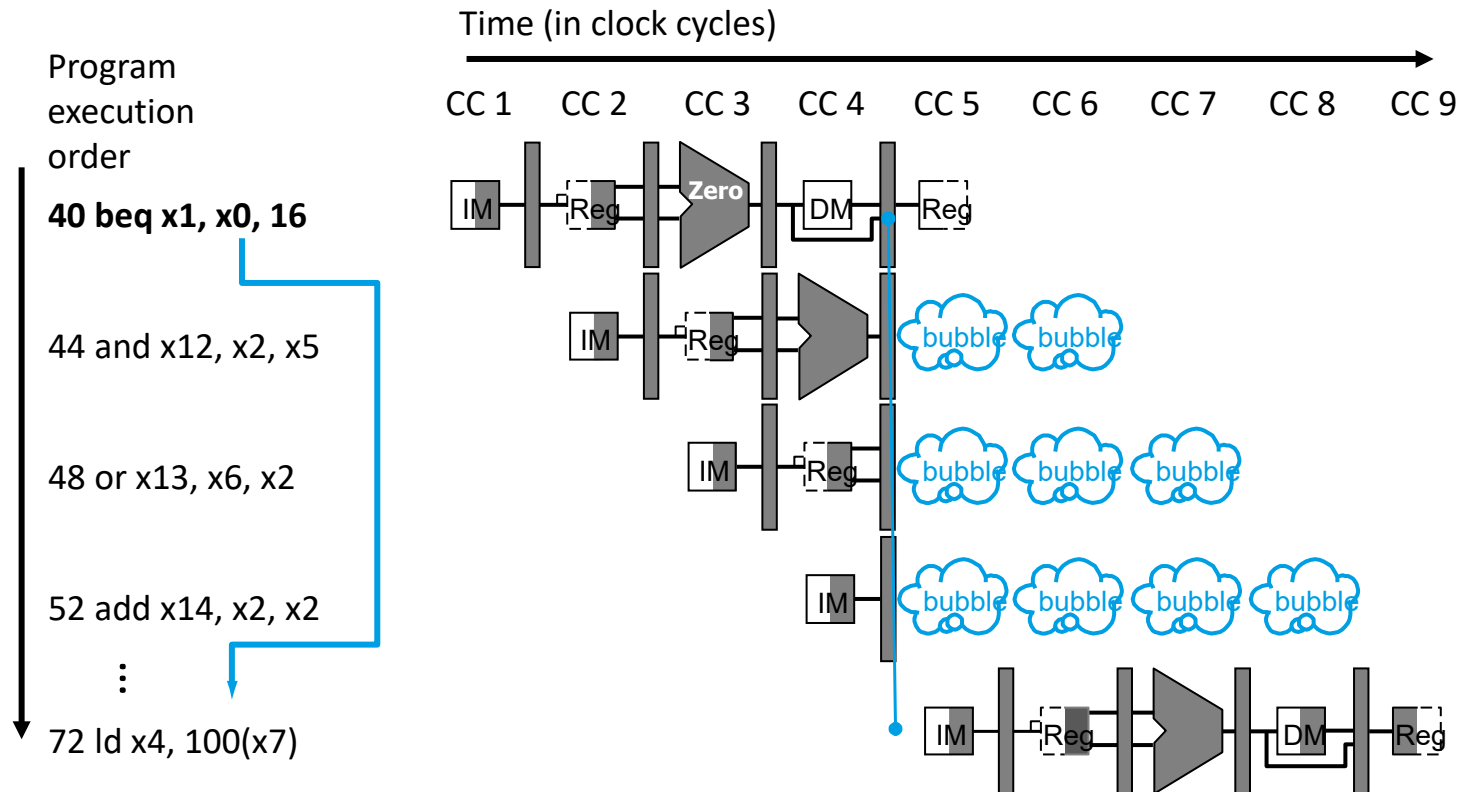 Time (in clock cycles)
Program
execution
order
CC 1 CC 2 CC 3 CC 4 CC 5 CC 6 CC 7 CC 8 CC 9
40 beq x1, x0, 16
IM Reg Zero DM Reg
44 and x12, x2, x5
IM Reg bubble bubble
48 or x13, x6, x2
IM Reg bubble bubble bubble
52 add x14, x2, x2
IM bubble bubble bubble bubble
⋮
72 ld x4, 100(x7)
IM Reg DM Reg